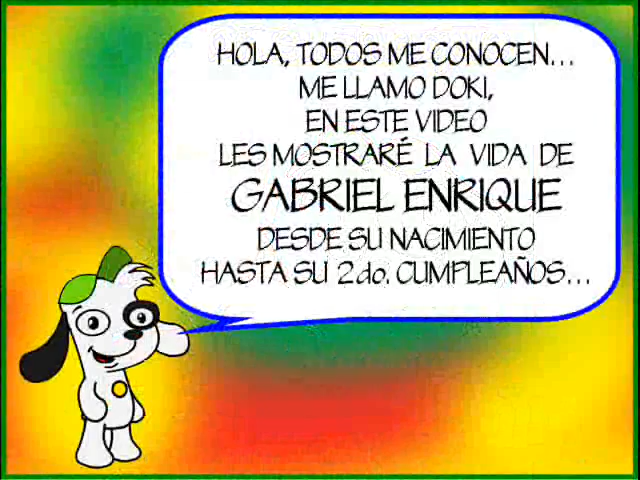 HOLA, TODOS ME CONOCEN...
ME LLAMO DOKI,
EN ESTE VIDEO
LES MOSTRARÉ LA VIDA DE
GABRIEL ENRIQUE
DESDE SU NACIMIENTO
HASTA SU 2do. CUMPLEAÑOS...